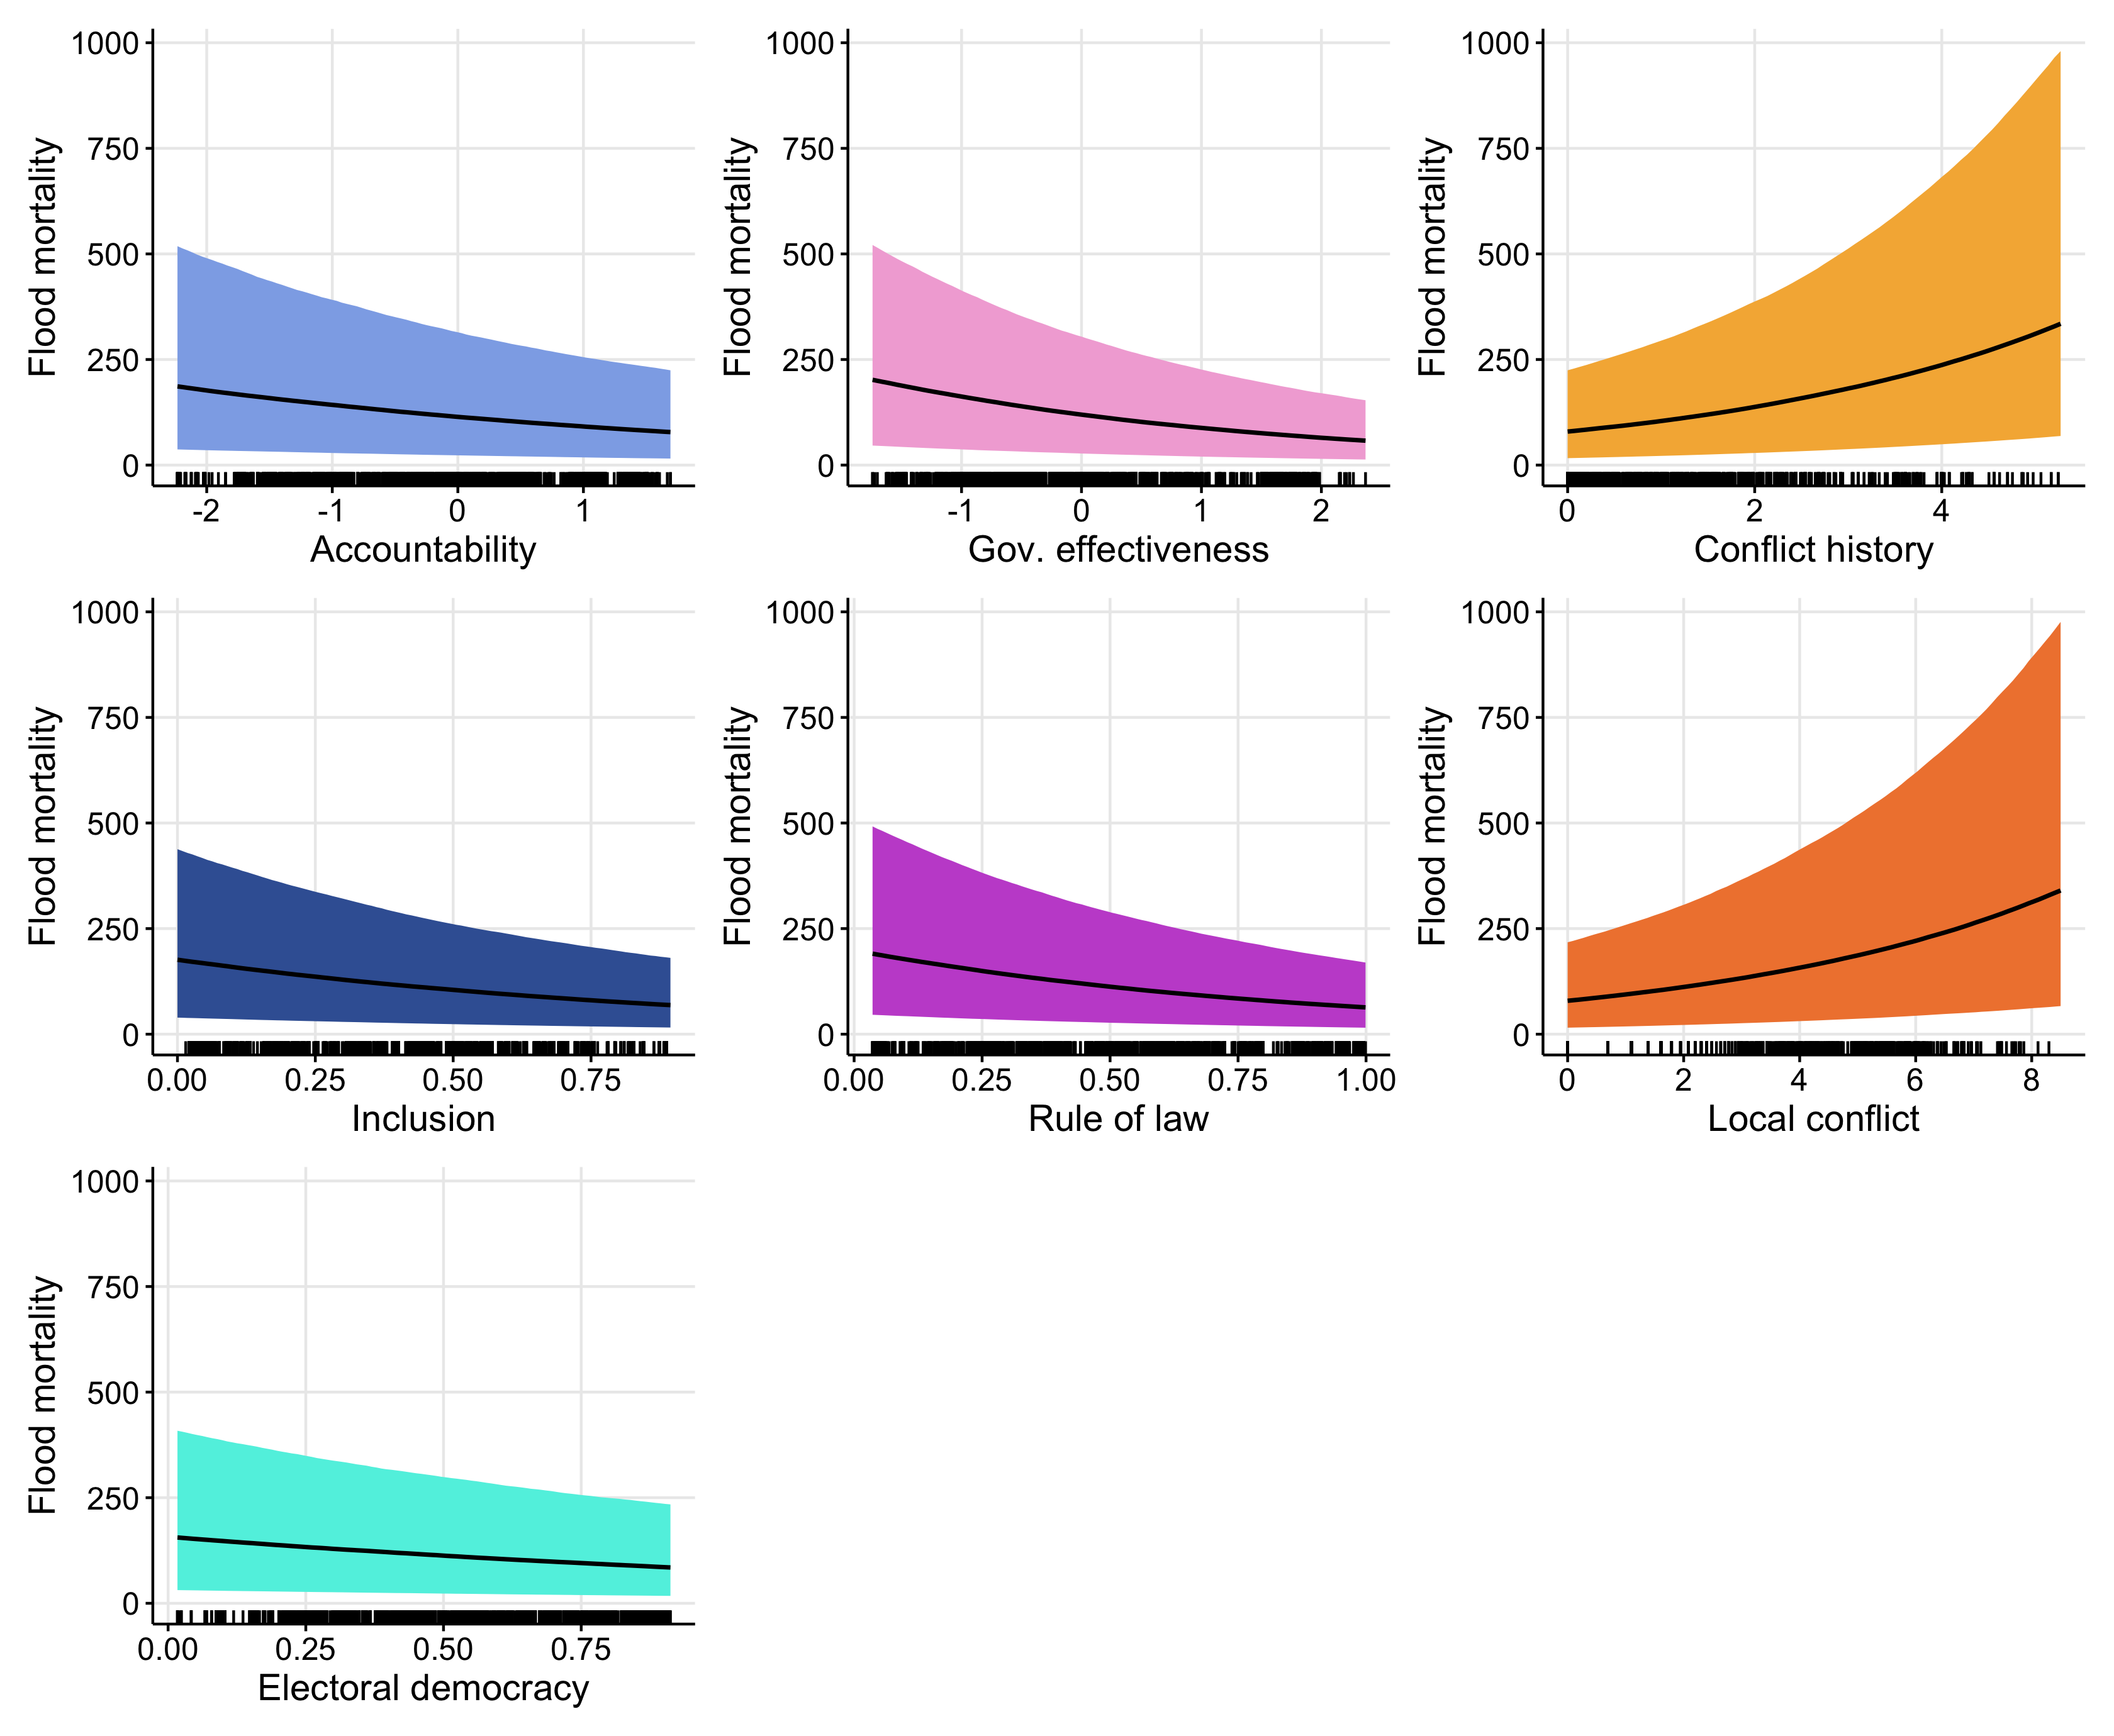 1000
750
500
250
0
Flood mortality
-2 -1 0 1
Accountability
1000
750
500
250
0
Flood mortality
-1 0 1 2
Gov. effectiveness
1000
750
500
250
0
Flood mortality
0 2 4
Conflict history
1000
750
500
250
0
Flood mortality
0.00 0.25 0.50 0.75
Inclusion
1000
750
500
250
0
Flood mortality
0.00 0.25 0.50 0.75 1.00
Rule of law
1000
750
500
250
0
Flood mortality
0 2 4 6 8
Local conflict
1000
750
500
250
0
Flood mortality
0.00 0.25 0.50 0.75
Electoral democracy